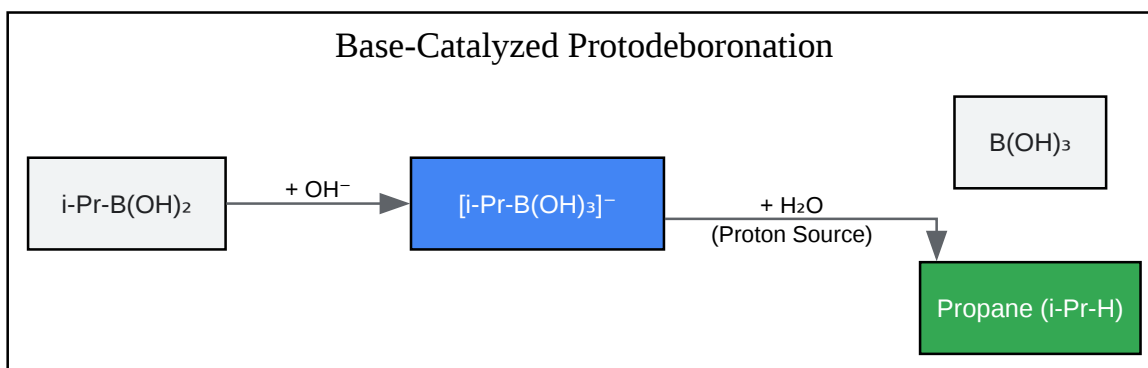 Base-Catalyzed Protodeboronation
B(OH)₃
i-Pr-B(OH)₂
+ OH⁻
[i-Pr-B(OH)₃]⁻
+ H₂O
(Proton Source)
Propane (i-Pr-H)